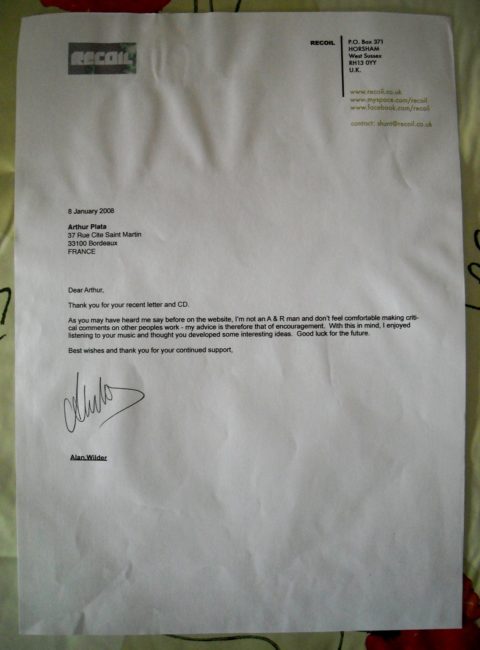 RECOIL
RECOIL
P.O. Box 371
HORSHAM
West Sussex
RH13 0YY
U.K.
www.recoil.co.uk
www.myspace.com/recoil
www.facebook.com/recoil
contact: shunt@recoil.co.uk
8 January 2008
Arthur Plata
37 Rue Cite Saint Martin
33100 Bordeaux
FRANCE
Dear Arthur,
Thank you for your recent letter and CD.
As you may have heard me say before on the website, I'm not an A & R man and don't feel comfortable making criti-
cal comments on other peoples work - my advice is therefore that of encouragement. With this in mind, I enjoyed
listening to your music and thought you developed some interesting ideas. Good luck for the future.
Best wishes and thank you for your continued support,
Alan Wilder